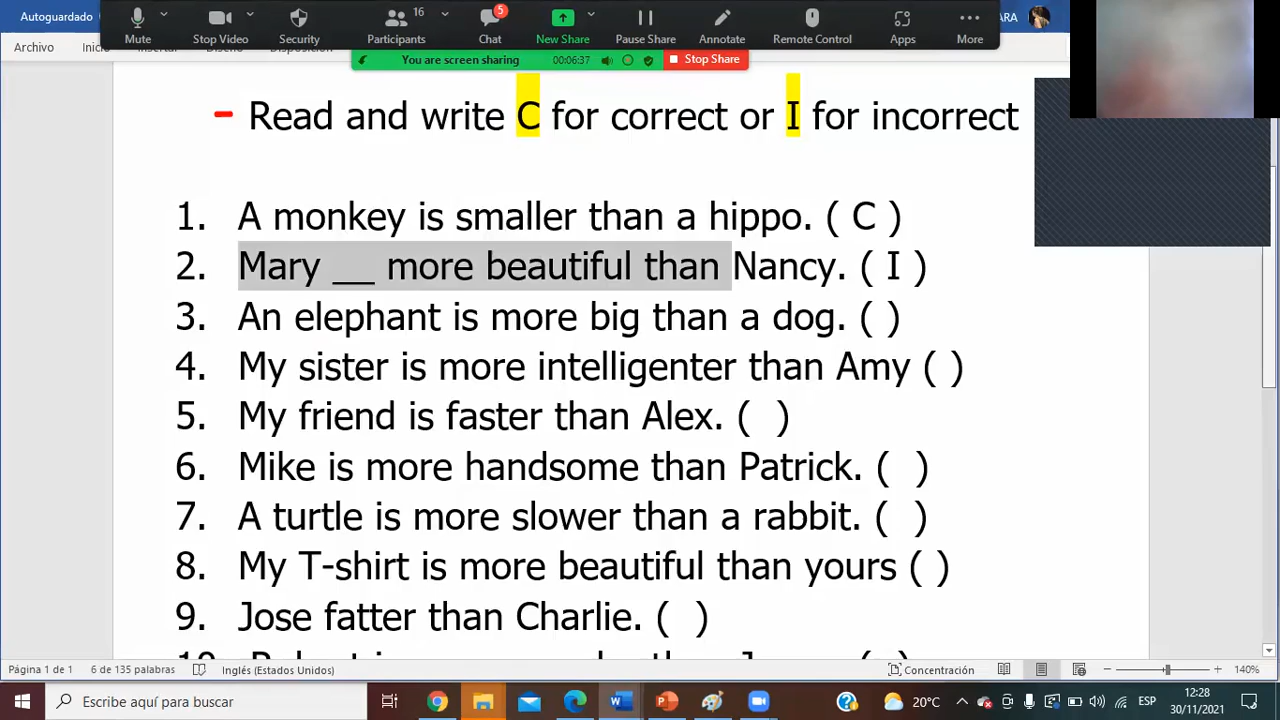 Autoguardado
16
5
ARA
Mute
Stop Video
Security
Participants
Chat
New Share
Pause Share
Annotate
Remote Control
Apps
More
Archivo
Insertar
Diseño
You are screen sharing
00:06:37
Stop Share
- Read and write C for correct or I for incorrect
1. A monkey is smaller than a hippo. ( C )
2. Mary __ more beautiful than Nancy. ( I )
3. An elephant is more big than a dog. ( )
4. My sister is more intelligenter than Amy ( )
5. My friend is faster than Alex. ( )
6. Mike is more handsome than Patrick. ( )
7. A turtle is more slower than a rabbit. ( )
8. My T-shirt is more beautiful than yours ( )
9. Jose fatter than Charlie. ( )
10.
Página 1 de 1
6 de 135 palabras
Inglés (Estados Unidos)
Concentración
140%
Escribe aquí para buscar
20°C
ESP
12:28
30/11/2021